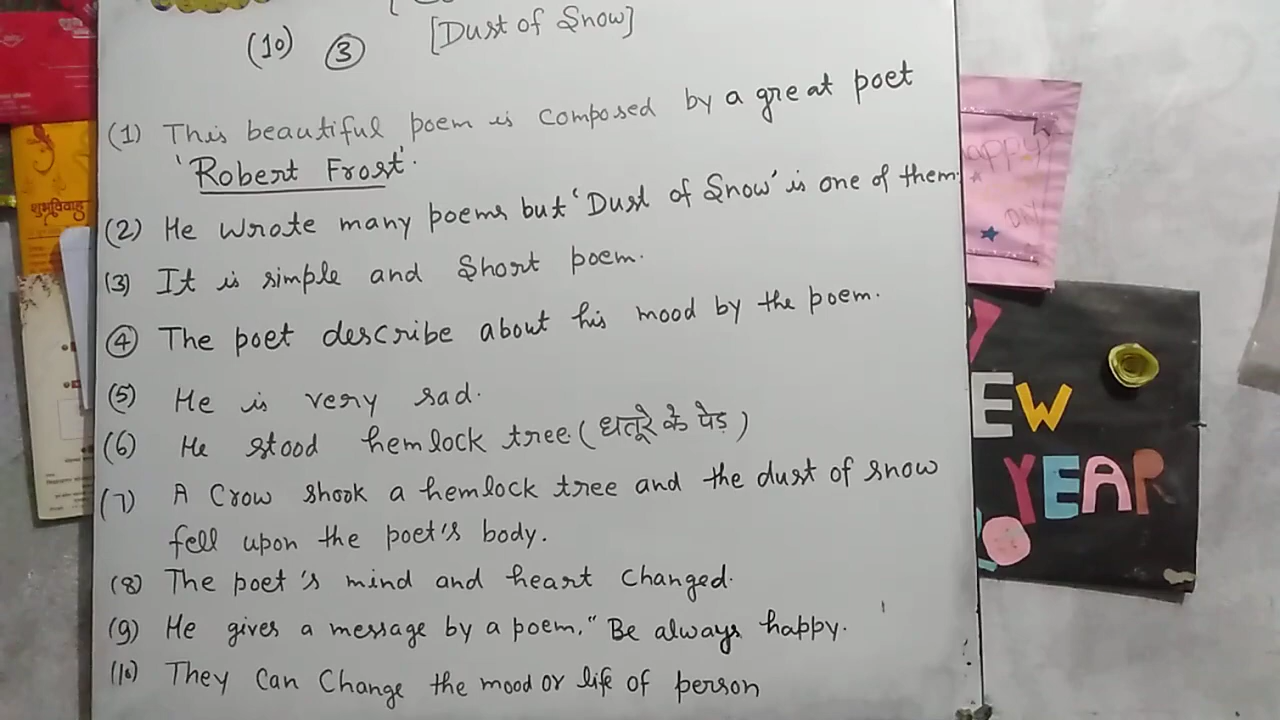 (10) ③ [Dust of Snow]
(1) This beautiful poem is composed by a great poet
'Robert Frost'.
(2) He wrote many poems but 'Dust of Snow' is one of them.
(3) It is simple and Short poem.
④ The poet describe about his mood by the poem.
(5) He is very sad.
(6) He stood hemlock tree (धतूरे के पेड़)
(7) A Crow shook a hemlock tree and the dust of snow
fell upon the poet's body.
(8) The poet's mind and heart Changed.
(9) He gives a message by a poem." Be always happy.
(10) They Can Change the mood or life of person
शुभविवाह
appy
DIY
EW
YEAR